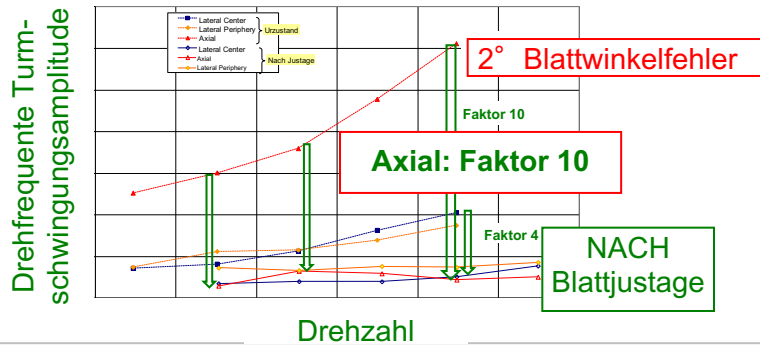 Drehfrequente Turm-
schwingungsamplitude
Lateral Center
Lateral Periphery
Axial
Urzustand
Lateral Center
Axial
Lateral Periphery
Nach Justage
2° Blattwinkelfehler
Faktor 10
Axial: Faktor 10
Faktor 4
NACH
Blattjustage
Drehzahl